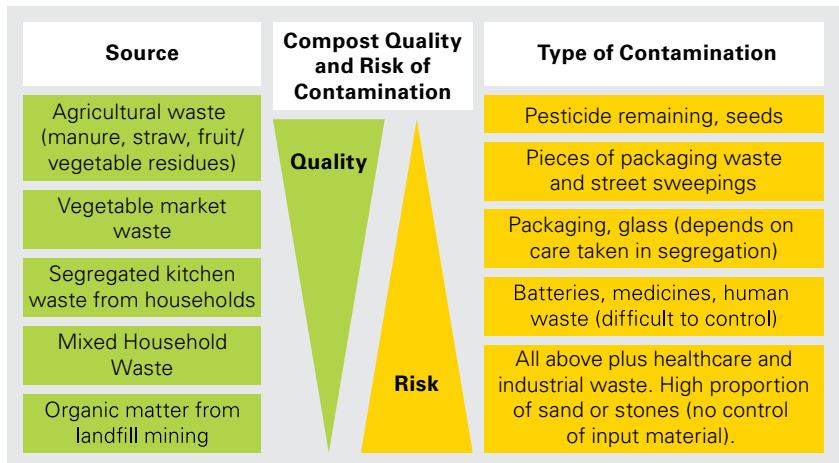 Source
Agricultural waste
(manure, straw, fruit/
vegetable residues)
Vegetable market
waste
Segregated kitchen
waste from households
Mixed Household
Waste
Organic matter from
landfill mining
Compost Quality
and Risk of
Contamination
Quality
Risk
Type of Contamination
Pesticide remaining, seeds
Pieces of packaging waste
and street sweepings
Packaging, glass (depends on
care taken in segregation)
Batteries, medicines, human
waste (difficult to control)
All above plus healthcare and
industrial waste. High proportion
of sand or stones (no control
of input material).